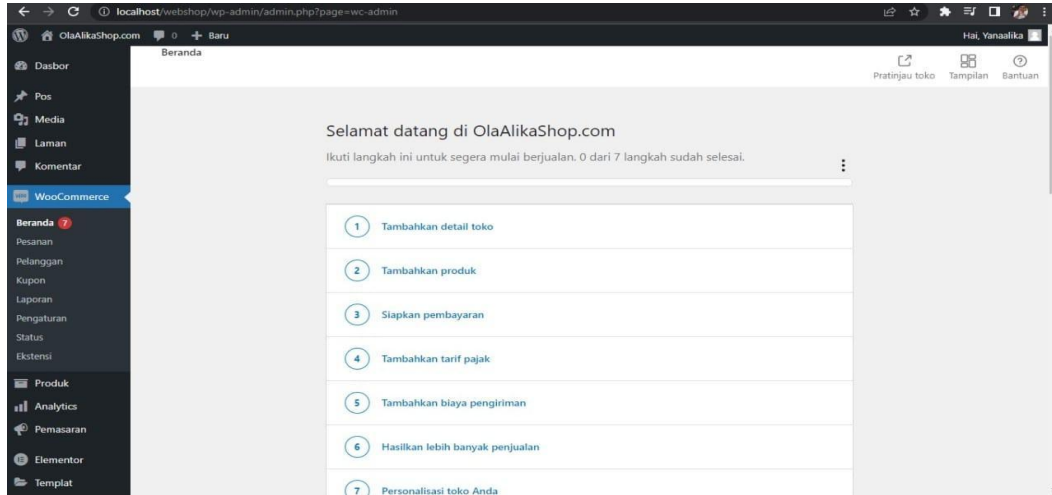 localhost/webshop/wp-admin/admin.php?page=wc-admin
OlaAlikaShop.com 0 + Baru Hai, Yanaalika
Dasbor
Pos
Media
Laman
Komentar
WooCommerce
Beranda 7
Pesanan
Pelanggan
Kupon
Laporan
Pengaturan
Status
Ekstensi
Produk
Analytics
Pemasaran
Elementor
Templat
Beranda
Pratinjau toko Tampilan Bantuan
Selamat datang di OlaAlikaShop.com
Ikuti langkah ini untuk segera mulai berjualan. 0 dari 7 langkah sudah selesai.
1 Tambahkan detail toko
2 Tambahkan produk
3 Siapkan pembayaran
4 Tambahkan tarif pajak
5 Tambahkan biaya pengiriman
6 Hasilkan lebih banyak penjualan
7 Personalisasi toko Anda